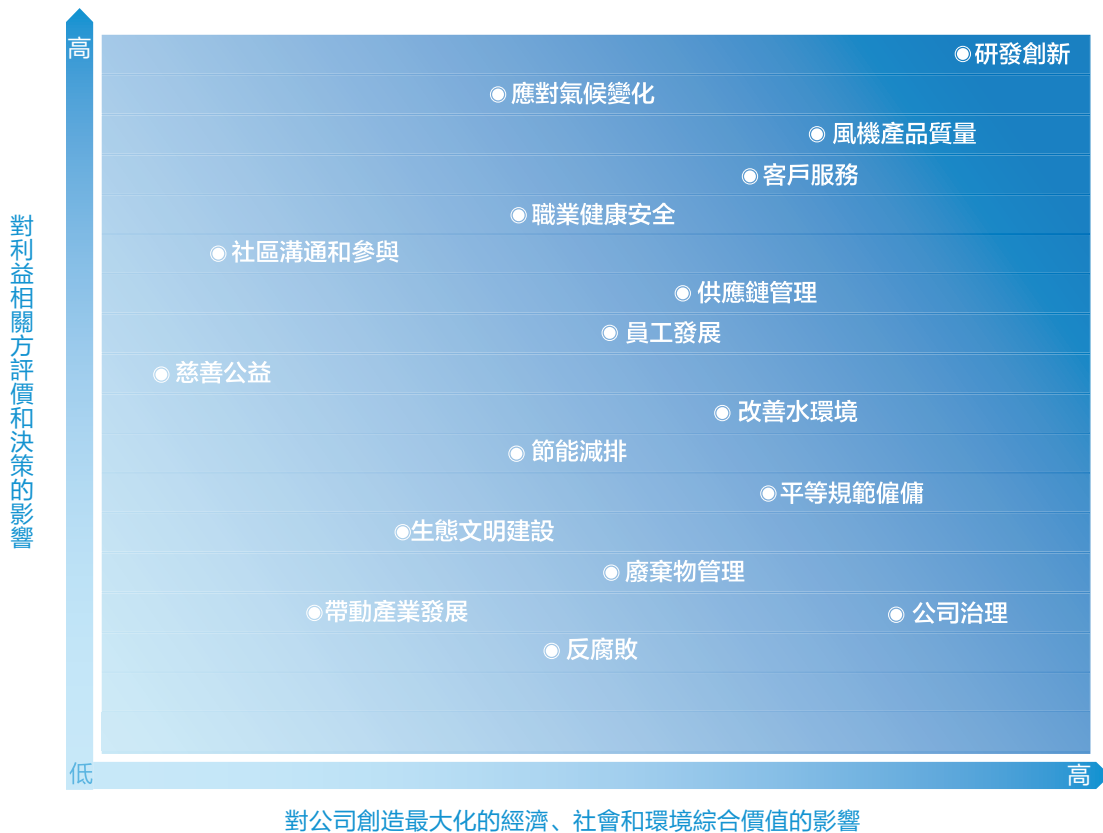 高
◉研發創新
◉應對氣候變化
◉風機產品質量
◉客戶服務
◉職業健康安全
◉社區溝通和參與
◉供應鏈管理
◉員工發展
◉慈善公益
◉改善水環境
◉節能減排
◉平等規範僱傭
◉生態文明建設
◉廢棄物管理
◉帶動產業發展
◉公司治理
◉反腐敗
對利益相關方評價和決策的影響
低
高
對公司創造最大化的經濟、社會和環境綜合價值的影響